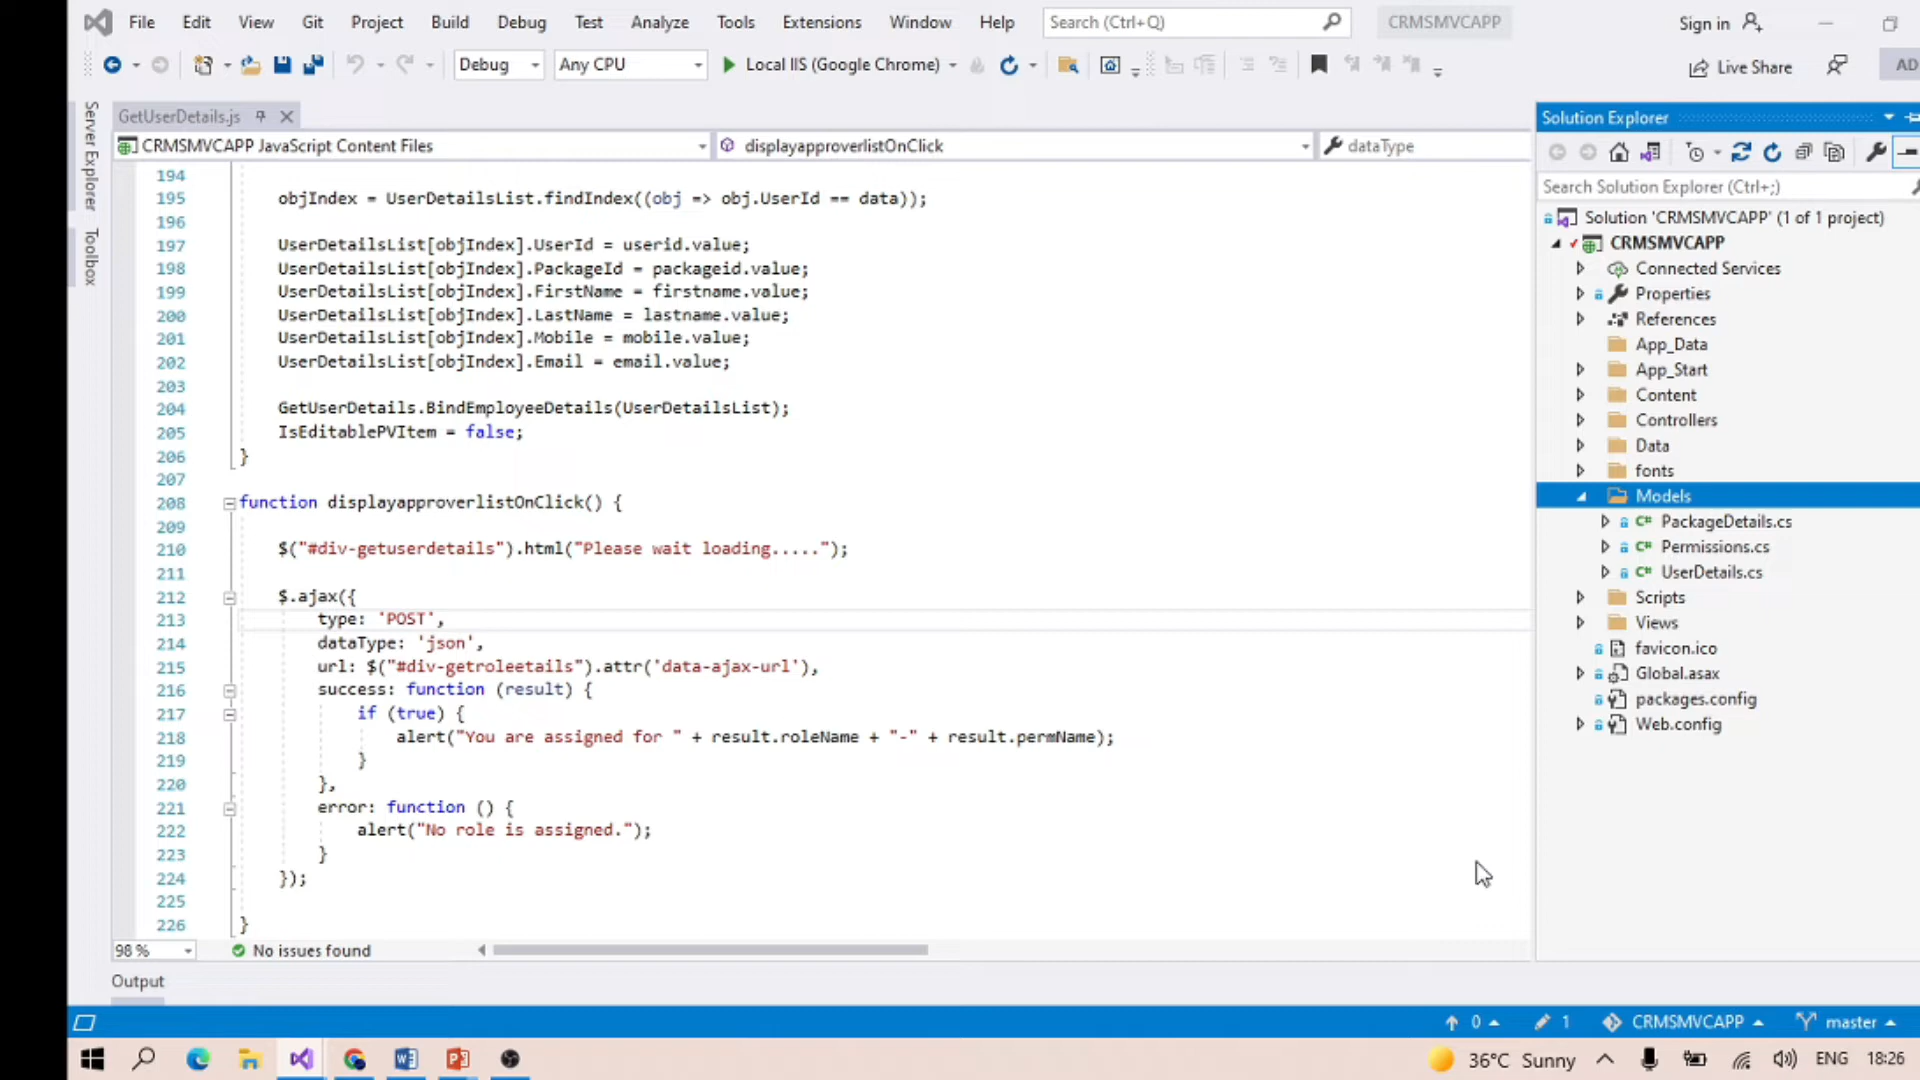 File Edit View Git Project Build Debug Test Analyze Tools Extensions Window Help Search (Ctrl+Q) CRMSMVCAPP Sign in
Debug Any CPU Local IIS (Google Chrome) Live Share AD
Server Explorer
Toolbox
GetUserDetails.js
CRMSMVCAPP JavaScript Content Files displayapproverlistOnClick dataType
194
195 objIndex = UserDetailsList.findIndex((obj => obj.UserId == data));
196
197 UserDetailsList[objIndex].UserId = userid.value;
198 UserDetailsList[objIndex].PackageId = packageid.value;
199 UserDetailsList[objIndex].FirstName = firstname.value;
200 UserDetailsList[objIndex].LastName = lastname.value;
201 UserDetailsList[objIndex].Mobile = mobile.value;
202 UserDetailsList[objIndex].Email = email.value;
203
204 GetUserDetails.BindEmployeeDetails(UserDetailsList);
205 IsEditablePVItem = false;
206 }
207
208 function displayapproverlistOnClick() {
209
210 $("#div-getuserdetails").html("Please wait loading.....");
211
212 $.ajax({
213 type: 'POST',
214 dataType: 'json',
215 url: $("#div-getroleetails").attr('data-ajax-url'),
216 success: function (result) {
217 if (true) {
218 alert("You are assigned for " + result.roleName + "-" + result.permName);
219 }
220 },
221 error: function () {
222 alert("No role is assigned.");
223 }
224 });
225
226 }
98 % No issues found
Output
Solution Explorer
Search Solution Explorer (Ctrl+;)
Solution 'CRMSMVCAPP' (1 of 1 project)
CRMSMVCAPP
Connected Services
Properties
References
App_Data
App_Start
Content
Controllers
Data
fonts
Models
C# PackageDetails.cs
C# Permissions.cs
C# UserDetails.cs
Scripts
Views
favicon.ico
Global.asax
packages.config
Web.config
0 1 CRMSMVCAPP master
36°C Sunny ENG 18:26